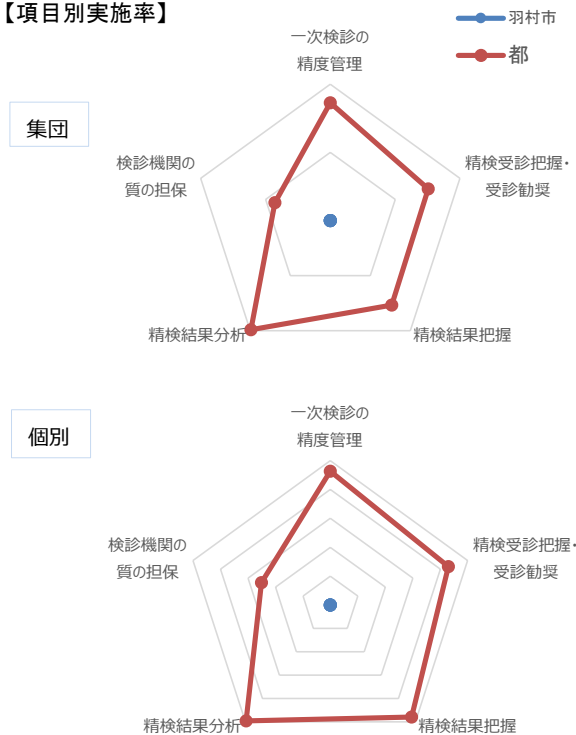 【項目別実施率】
羽村市
都
集団
一次検診の
精度管理
精検受診把握・
受診勧奨
精検結果把握
精検結果分析
検診機関の
質の担保
個別
一次検診の
精度管理
精検受診把握・
受診勧奨
精検結果把握
精検結果分析
検診機関の
質の担保